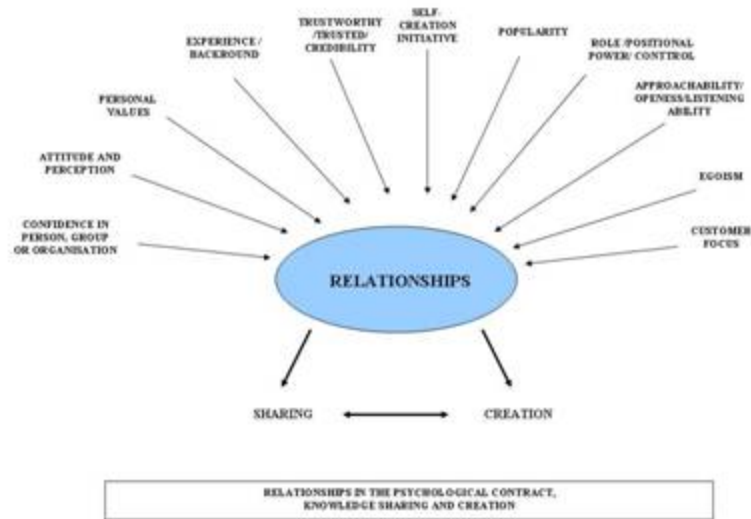 SELF-
CREATION
INITIATIVE
TRUSTWORTHY
/TRUSTED/
CREDIBILITY
POPULARITY
EXPERIENCE /
BACKROUND
ROLE /POSITIONAL
POWER/ CONTTROL
APPROACHABILITY/
OPENESS/LISTENING
ABILITY
PERSONAL
VALUES
ATTITUDE AND
PERCEPTION
EGOISM
CONFIDENCE IN
PERSON, GROUP
OR ORGANISATION
CUSTOMER
FOCUS
RELATIONSHIPS
SHARING
CREATION
RELATIONSHIPS IN THE PSYCHOLOGICAL CONTRACT,
KNOWLEDGE SHARING AND CREATION